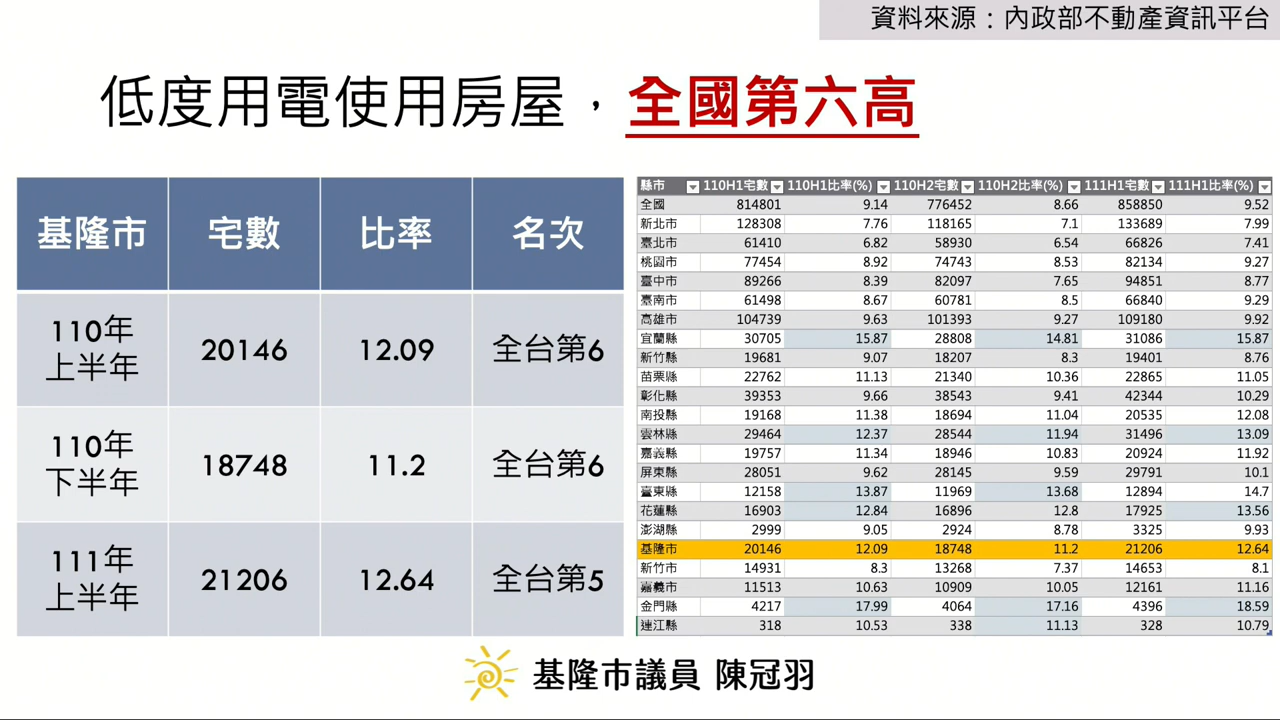 資料來源：內政部不動產資訊平台
低度用電使用房屋，全國第六高
基隆市 宅數 比率 名次
110年
上半年 20146 12.09 全台第6
110年
下半年 18748 11.2 全台第6
111年
上半年 21206 12.64 全台第5
縣市 110H1宅數 110H1比率(%) 110H2宅數 110H2比率(%) 111H1宅數 111H1比率(%)
全國 814801 9.14 776452 8.66 858850 9.52
新北市 128308 7.76 118165 7.1 133689 7.99
臺北市 61410 6.82 58930 6.54 66826 7.41
桃園市 77454 8.92 74743 8.53 82134 9.27
臺中市 89266 8.39 82097 7.65 94851 8.77
臺南市 61498 8.67 60781 8.5 66840 9.29
高雄市 104739 9.63 101393 9.27 109180 9.92
宜蘭縣 30705 15.87 28808 14.81 31086 15.87
新竹縣 19681 9.07 18207 8.3 19401 8.76
苗栗縣 22762 11.13 21340 10.36 22865 11.05
彰化縣 39353 9.66 38543 9.41 42344 10.29
南投縣 19168 11.38 18694 11.04 20535 12.08
雲林縣 29464 12.37 28544 11.94 31496 13.09
嘉義縣 19757 11.34 18946 10.83 20924 11.92
屏東縣 28051 9.62 28145 9.59 29791 10.1
臺東縣 12158 13.87 11969 13.68 12894 14.7
花蓮縣 16903 12.84 16896 12.8 17925 13.56
澎湖縣 2999 9.05 2924 8.78 3325 9.93
基隆市 20146 12.09 18748 11.2 21206 12.64
新竹市 14931 8.3 13268 7.37 14653 8.1
嘉義市 11513 10.63 10909 10.05 12161 11.16
金門縣 4217 17.99 4064 17.16 4396 18.59
連江縣 318 10.53 338 11.13 328 10.79
基隆市議員 陳冠羽